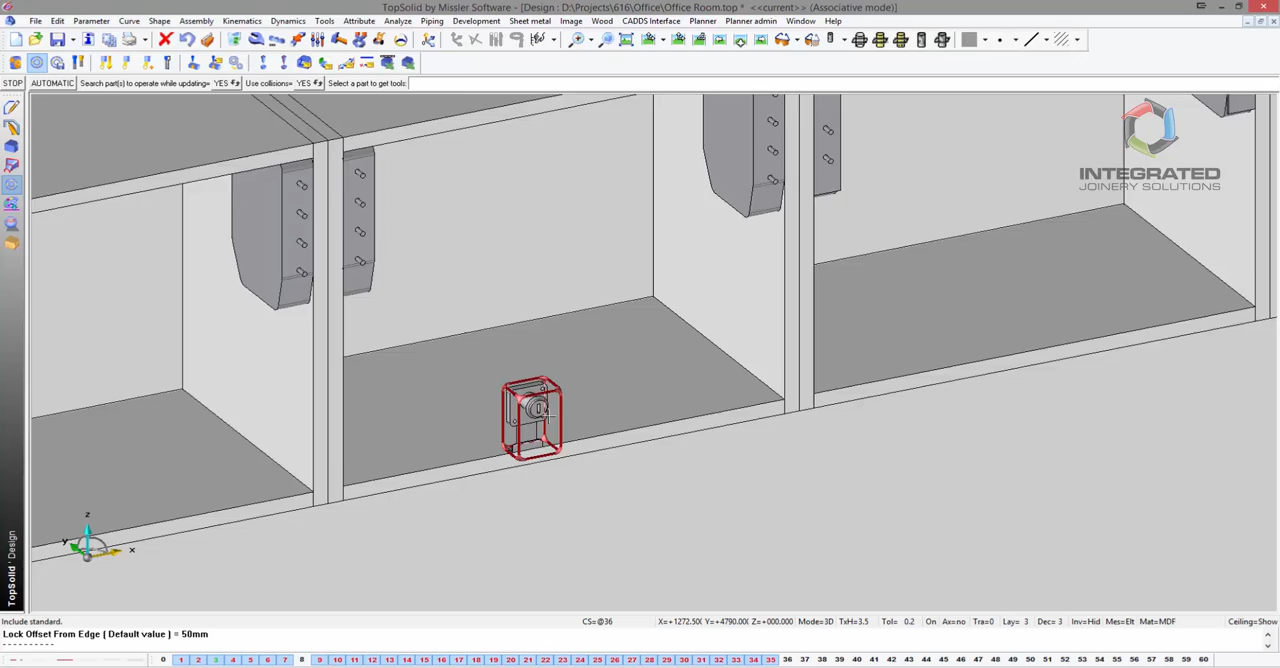 TopSolid by Missler Software - [Design : D:\Projects\616\Office\Office Room.top * <<current>> (Associative mode)]
File Edit Parameter Curve Shape Assembly Kinematics Dynamics Tools Attribute Analyze Piping Development Sheet metal Image Wood CADDS Interface Planner Planner admin Window Help
STOP AUTOMATIC Search part(s) to operate while updating= YES Use collisions= YES Select a part to get tools:
INTEGRATED
JOINERY SOLUTIONS
z
y
x
TopSolid 'Design
Include standard. CS=@36 X=+1272.50( Y=+4790.00( Z=+000.000 Mode=3D TxH=3.5 Tol= 0.2 On Ax=no Tra=0 Lay= 3 Dec= 3 Inv=Hid Mes=Elt Mat=MDF Ceiling=Show
Lock Offset From Edge ( Default value ) = 50mm
----------
0 1 2 3 4 5 6 7 8 9 10 11 12 13 14 15 16 17 18 19 20 21 22 23 24 25 26 27 28 29 30 31 32 33 34 35 36 37 38 39 40 41 42 43 44 45 46 47 48 49 50 51 52 53 54 55 56 57 58 59 60